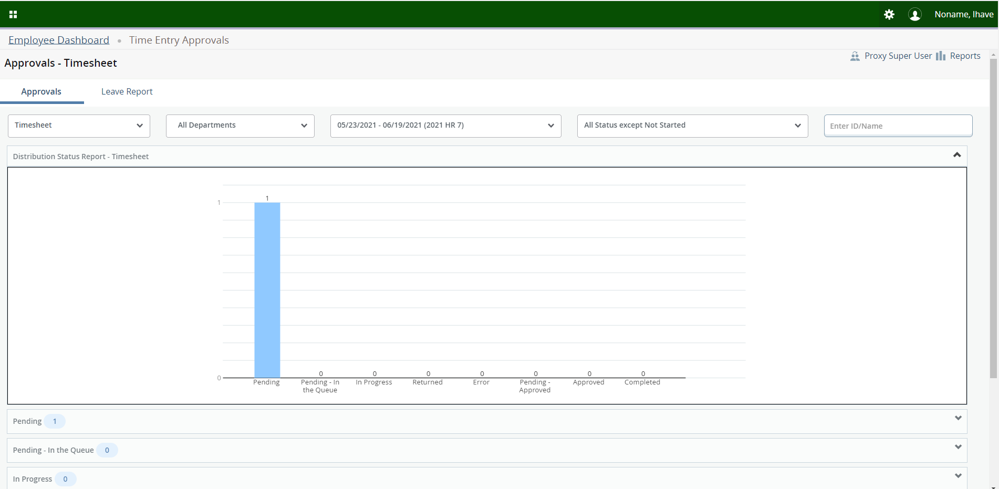 Noname, Ihave
Employee Dashboard • Time Entry Approvals
Approvals - Timesheet
Proxy Super User Reports
Approvals Leave Report
Timesheet All Departments 05/23/2021 - 06/19/2021 (2021 HR 7) All Status except Not Started Enter ID/Name
Distribution Status Report - Timesheet
1
1
0 0 0 0 0 0 0
0
Pending Pending - In the Queue In Progress Returned Error Pending - Approved Approved Completed
Pending 1
Pending - In the Queue 0
In Progress 0